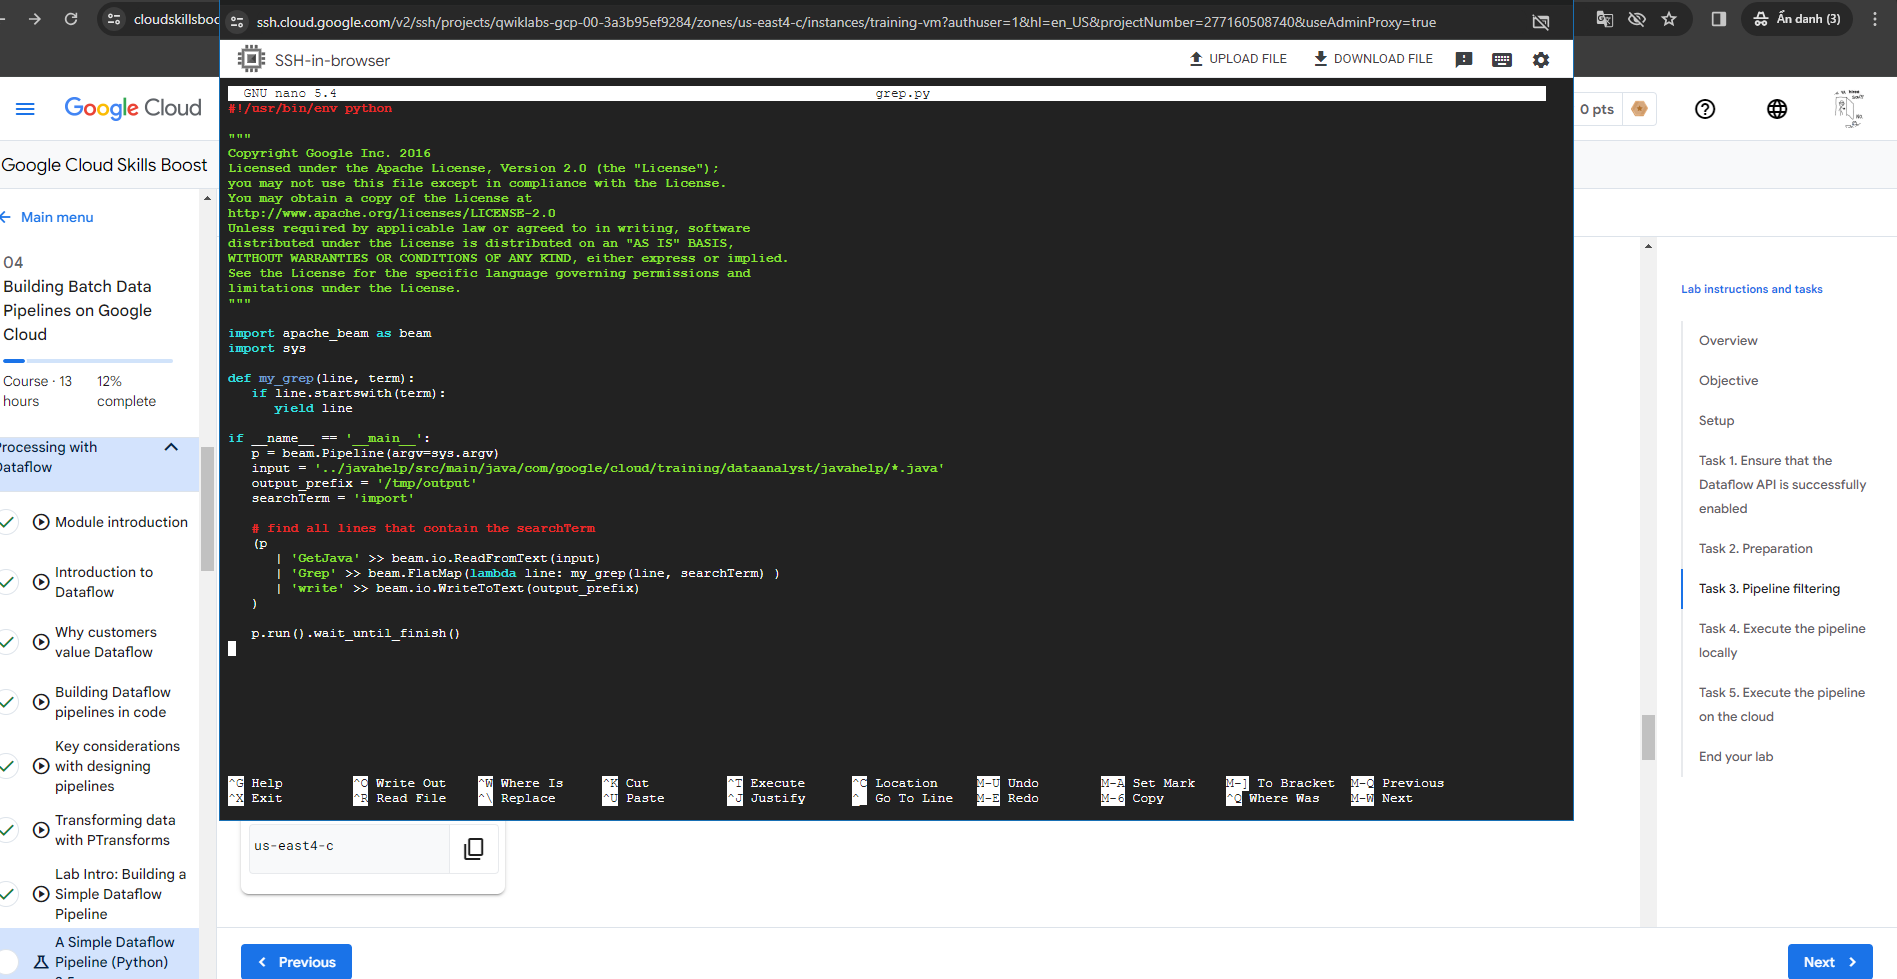 cloudskillsboo
ssh.cloud.google.com/v2/ssh/projects/qwiklabs-gcp-00-3a3b95ef9284/zones/us-east4-c/instances/training-vm?authuser=1&hl=en_US&projectNumber=277160508740&useAdminProxy=true
Ẩn danh (3)
SSH-in-browser
UPLOAD FILE
DOWNLOAD FILE
Google Cloud
0 pts
Google Cloud Skills Boost
Main menu
04
Building Batch Data
Pipelines on Google
Cloud
Course · 13
hours
12%
complete
rocessing with
ataflow
Module introduction
Introduction to
Dataflow
Why customers
value Dataflow
Building Dataflow
pipelines in code
Key considerations
with designing
pipelines
Transforming data
with PTransforms
Lab Intro: Building a
Simple Dataflow
Pipeline
A Simple Dataflow
Pipeline (Python)
GNU nano 5.4
grep.py
#!/usr/bin/env python
"""
Copyright Google Inc. 2016
Licensed under the Apache License, Version 2.0 (the "License");
you may not use this file except in compliance with the License.
You may obtain a copy of the License at
http://www.apache.org/licenses/LICENSE-2.0
Unless required by applicable law or agreed to in writing, software
distributed under the License is distributed on an "AS IS" BASIS,
WITHOUT WARRANTIES OR CONDITIONS OF ANY KIND, either express or implied.
See the License for the specific language governing permissions and
limitations under the License.
"""
import apache_beam as beam
import sys
def my_grep(line, term):
if line.startswith(term):
yield line
if __name__ == '__main__':
p = beam.Pipeline(argv=sys.argv)
input = '../javahelp/src/main/java/com/google/cloud/training/dataanalyst/javahelp/*.java'
output_prefix = '/tmp/output'
searchTerm = 'import'
# find all lines that contain the searchTerm
(p
| 'GetJava' >> beam.io.ReadFromText(input)
| 'Grep' >> beam.FlatMap(lambda line: my_grep(line, searchTerm) )
| 'write' >> beam.io.WriteToText(output_prefix)
)
p.run().wait_until_finish()
^G Help ^O Write Out ^W Where Is ^K Cut ^T Execute ^C Location M-U Undo M-A Set Mark M-] To Bracket M-Q Previous
^X Exit ^R Read File ^\ Replace ^U Paste ^J Justify ^_ Go To Line M-E Redo M-6 Copy ^Q Where Was M-W Next
us-east4-c
Previous
Next
Lab instructions and tasks
Overview
Objective
Setup
Task 1. Ensure that the
Dataflow API is successfully
enabled
Task 2. Preparation
Task 3. Pipeline filtering
Task 4. Execute the pipeline
locally
Task 5. Execute the pipeline
on the cloud
End your lab